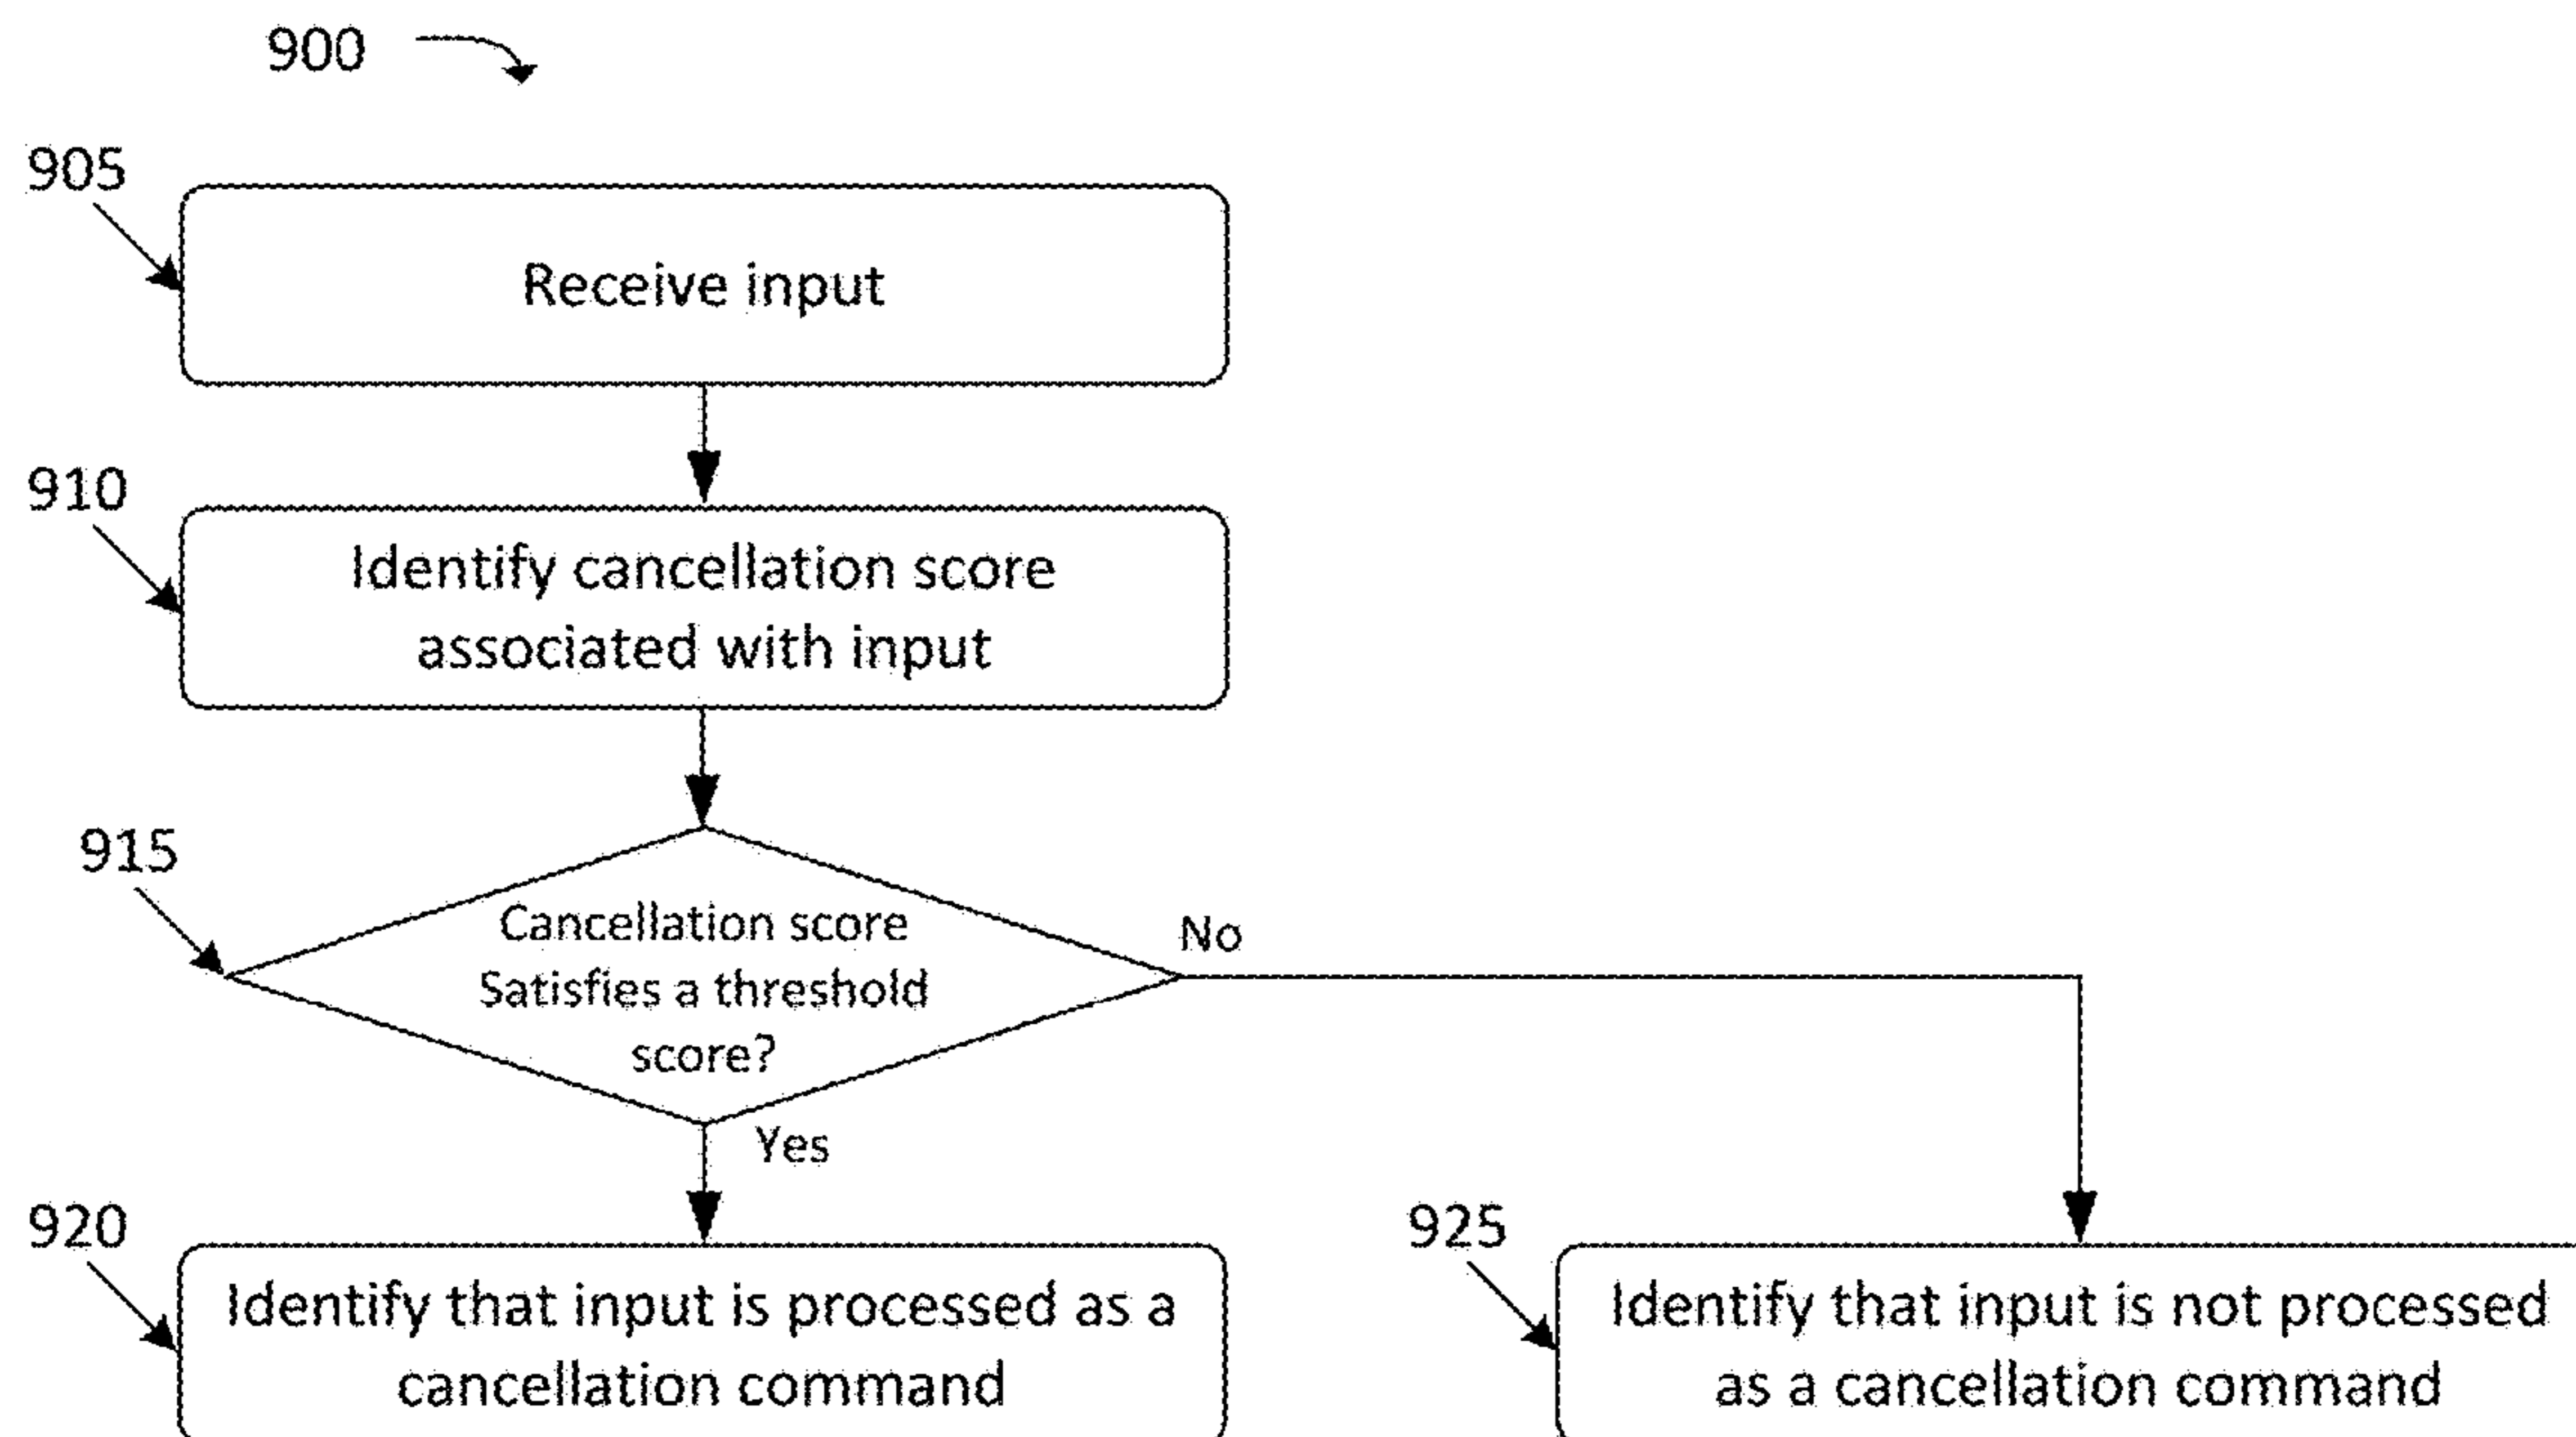 900
905
Receive input
910
Identify cancellation score
associated with input
915
Cancellation score
Satisfies a threshold
score?
No
Yes
920
Identify that input is processed as a
cancellation command
925
Identify that input is not processed
as a cancellation command